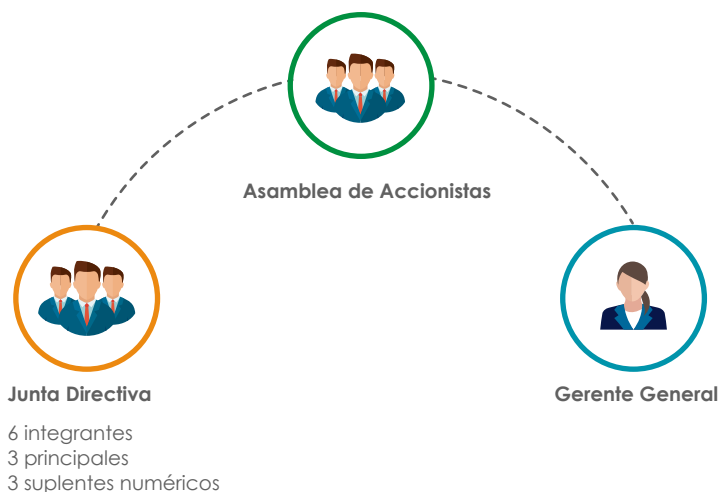 Asamblea de Accionistas
Junta Directiva
6 integrantes
3 principales
3 suplentes numéricos
Gerente General